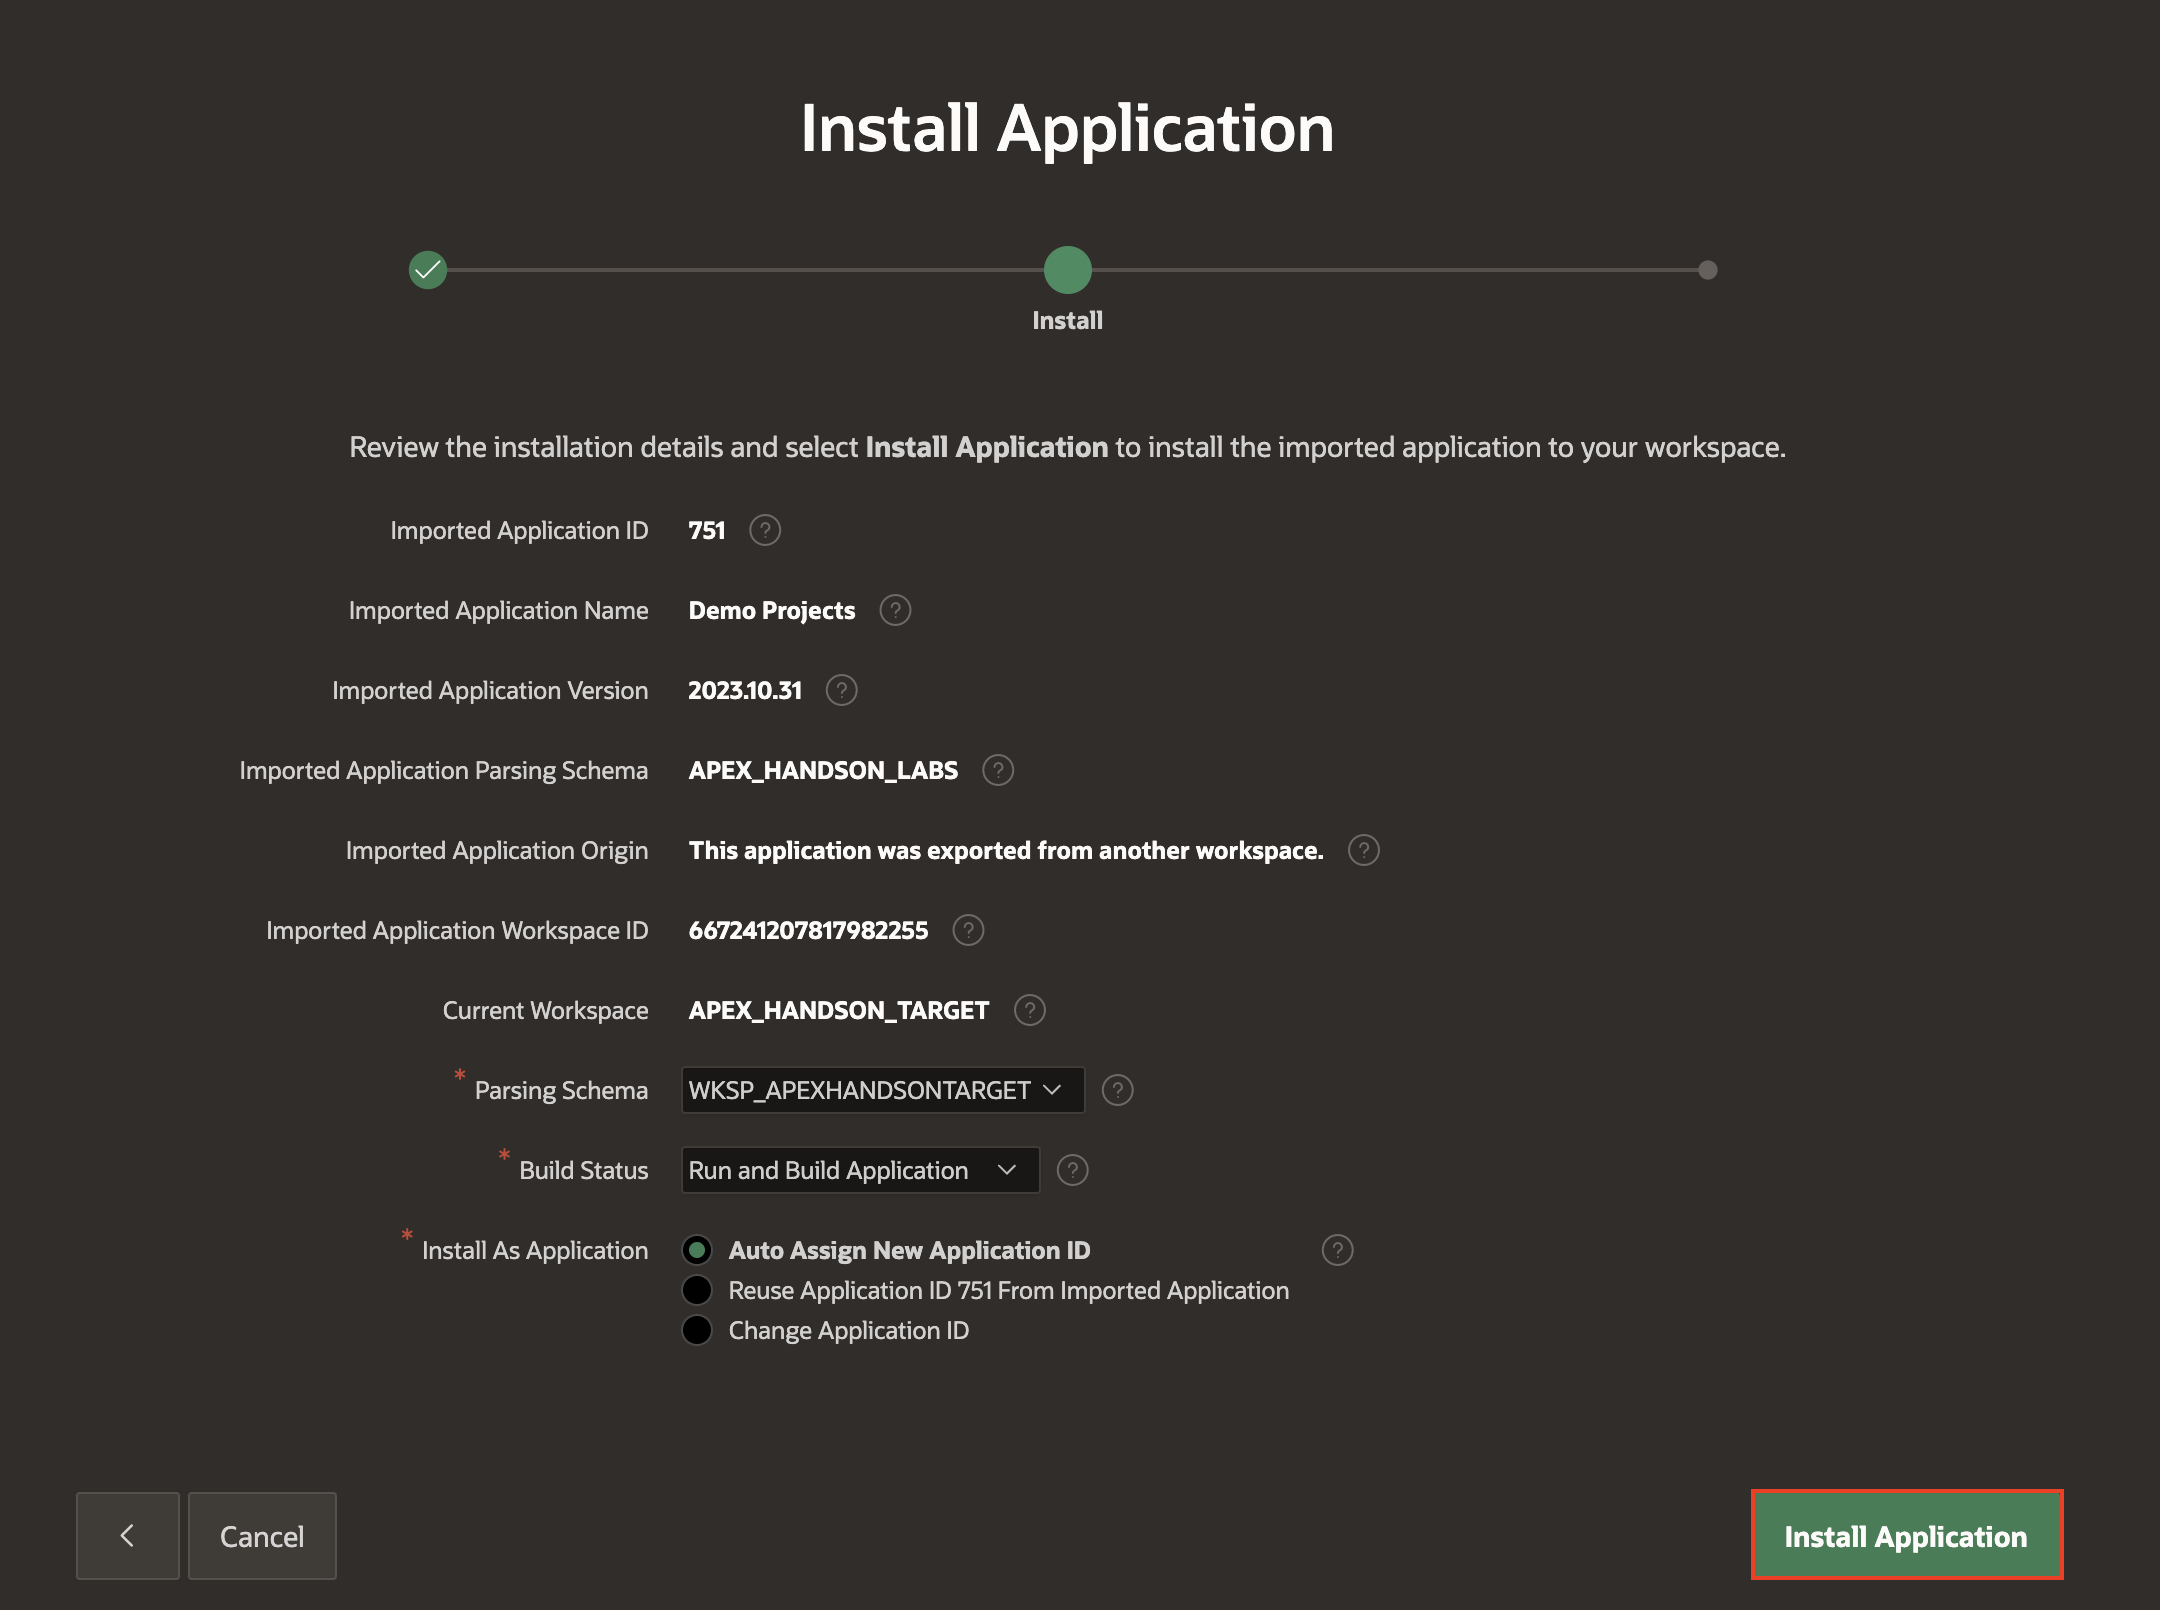 Install Application
Install
Review the installation details and select Install Application to install the imported application to your workspace.
Imported Application ID 751 ?
Imported Application Name Demo Projects ?
Imported Application Version 2023.10.31 ?
Imported Application Parsing Schema APEX_HANDSON_LABS ?
Imported Application Origin This application was exported from another workspace. ?
Imported Application Workspace ID 667241207817982255 ?
Current Workspace APEX_HANDSON_TARGET ?
* Parsing Schema WKSP_APEXHANDSONTARGET ?
* Build Status Run and Build Application ?
* Install As Application Auto Assign New Application ID ?
Reuse Application ID 751 From Imported Application
Change Application ID
Cancel Install Application